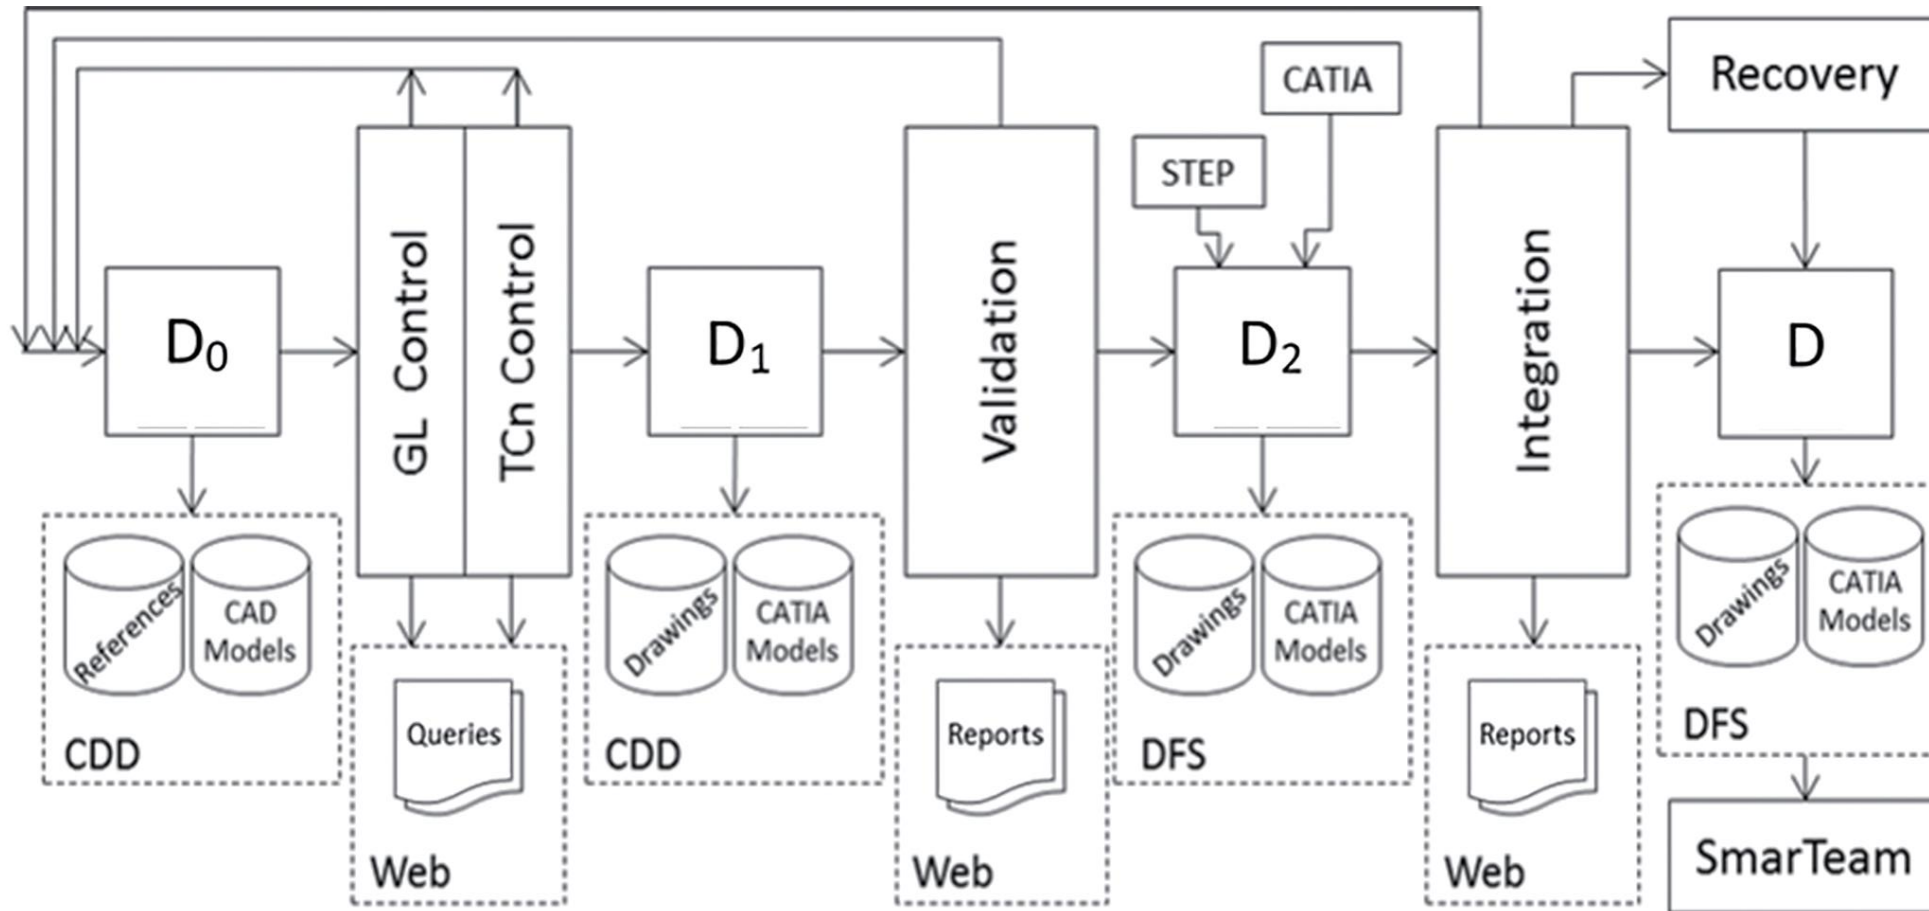 CATIA
Recovery
STEP
D0
GL Control
TCn Control
D1
Validation
D2
Integration
D
References
CAD
Models
CDD
Queries
Web
Drawings
CATIA
Models
CDD
Reports
Web
Drawings
CATIA
Models
DFS
Reports
Web
Drawings
CATIA
Models
DFS
SmarTeam